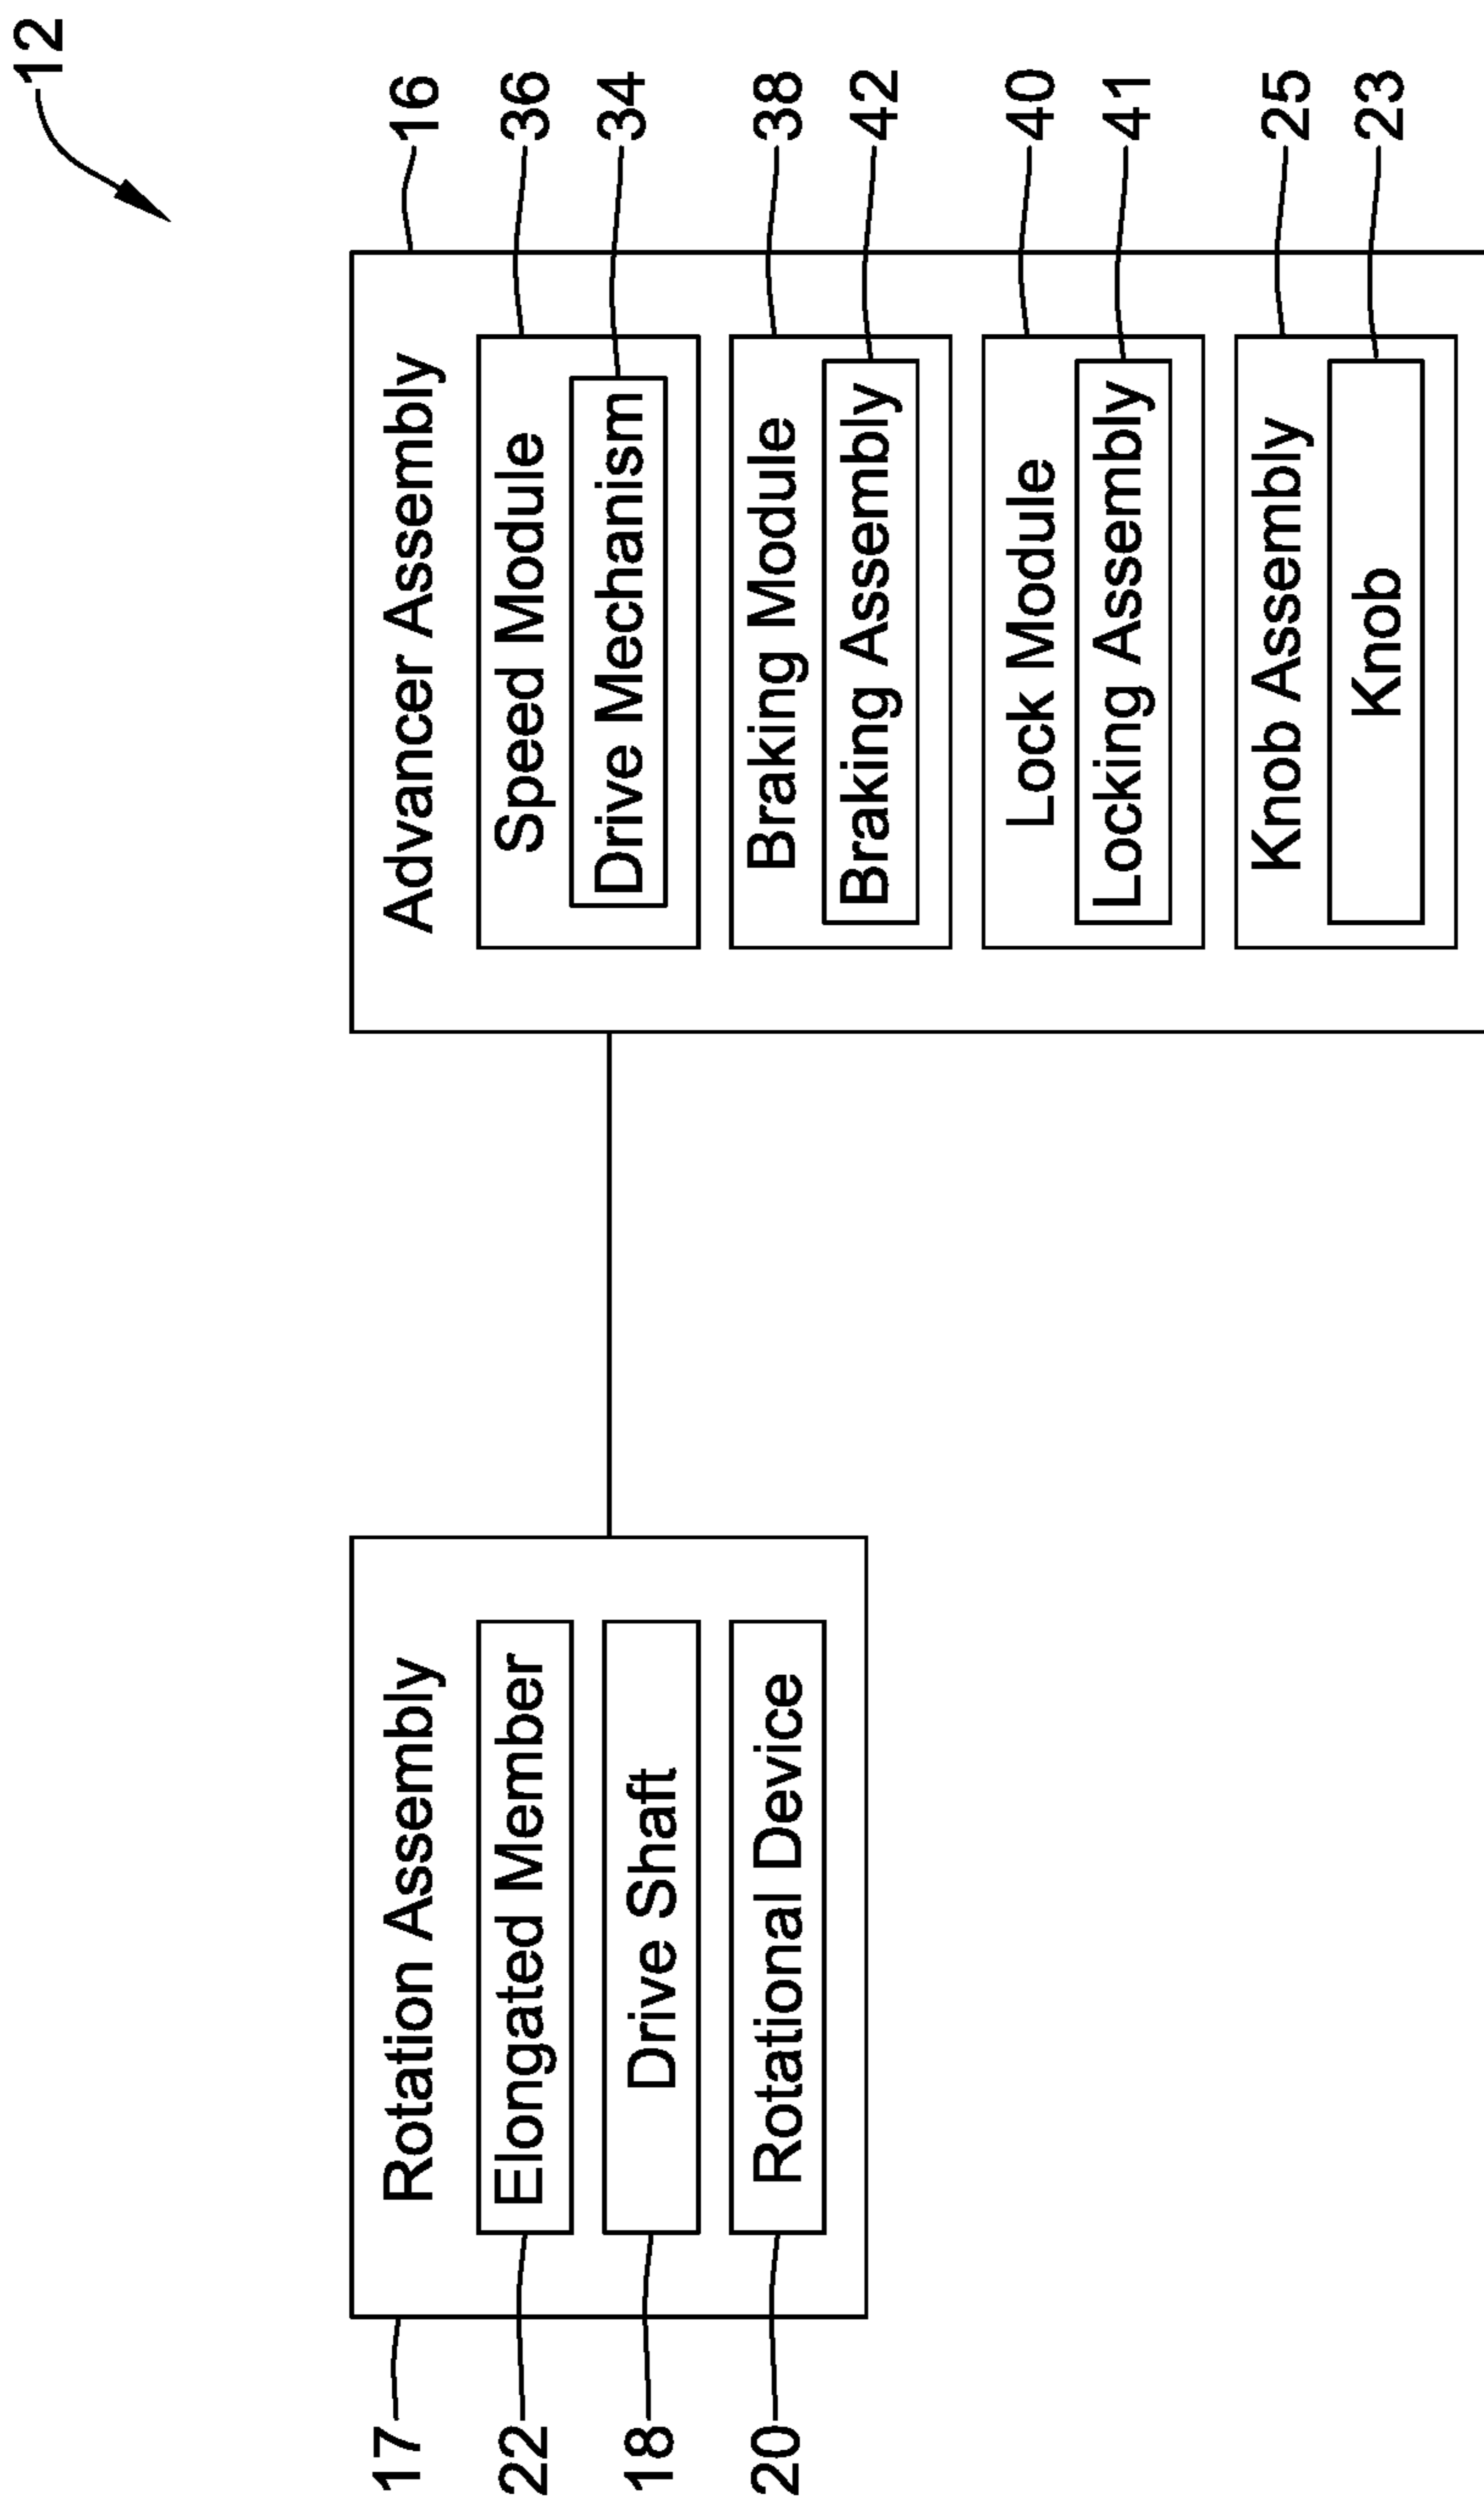 12
Rotation Assembly
17
Elongated Member
22
Drive Shaft
18
Rotational Device
20
Advancer Assembly
16
Speed Module
36
Drive Mechanism
34
Braking Module
38
Braking Assembly
42
Lock Module
40
Locking Assembly
41
Knob Assembly
25
Knob
23